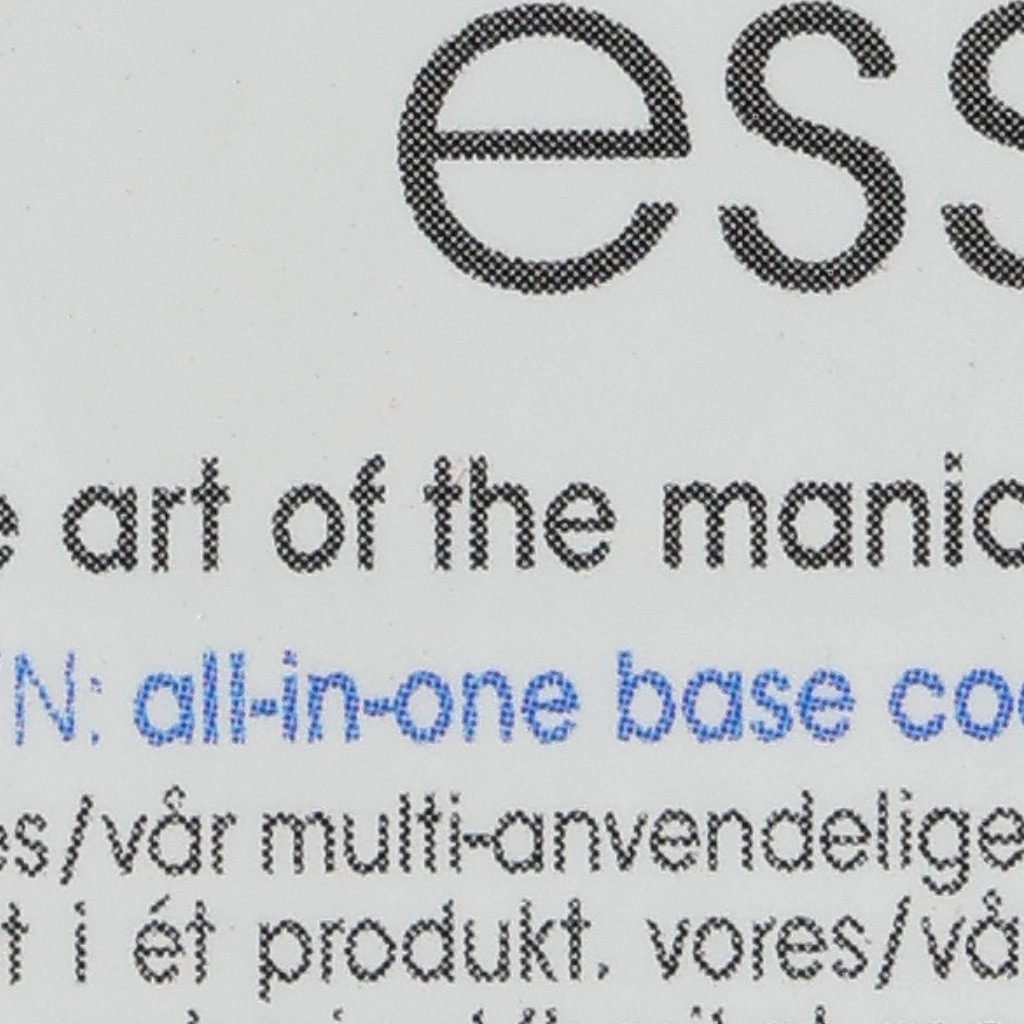 ess
e art of the manic
N: all-in-one base co
es/vår multi-anvendelige
t i ét produkt. vores/vå